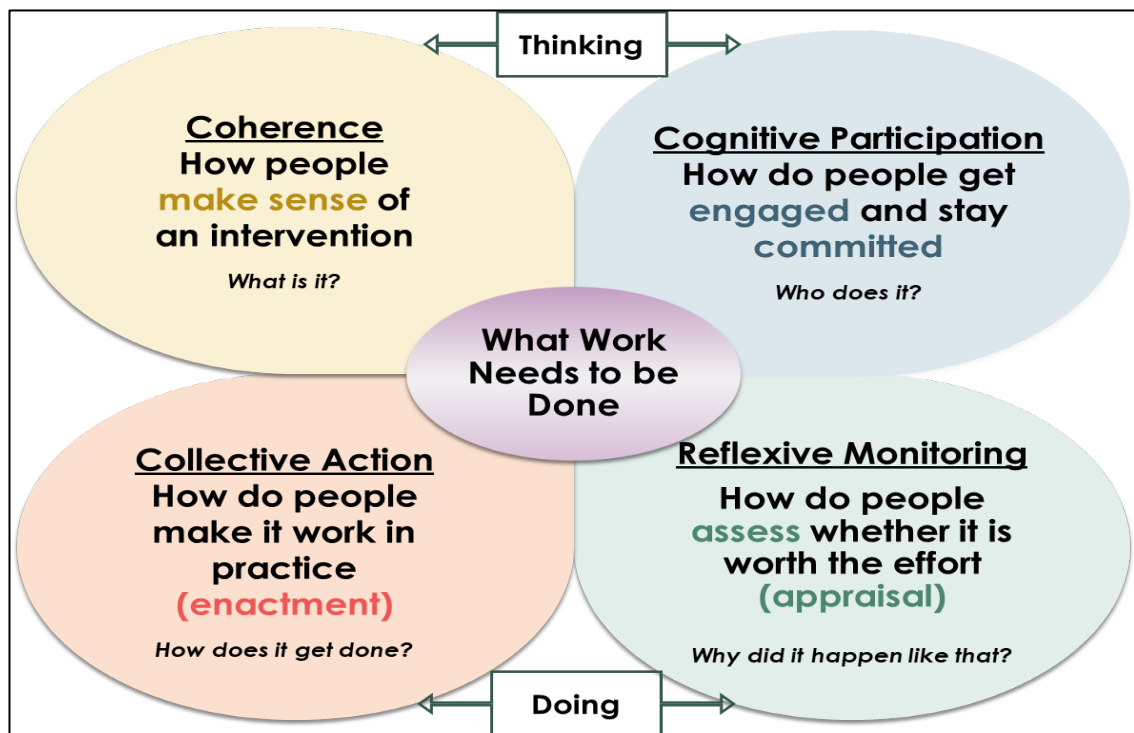 Thinking
Coherence
How people
make sense of
an intervention
What is it?
Cognitive Participation
How do people get
engaged and stay
committed
Who does it?
What Work
Needs to be
Done
Collective Action
How do people
make it work in
practice
(enactment)
How does it get done?
Reflexive Monitoring
How do people
assess whether it is
worth the effort
(appraisal)
Why did it happen like that?
Doing